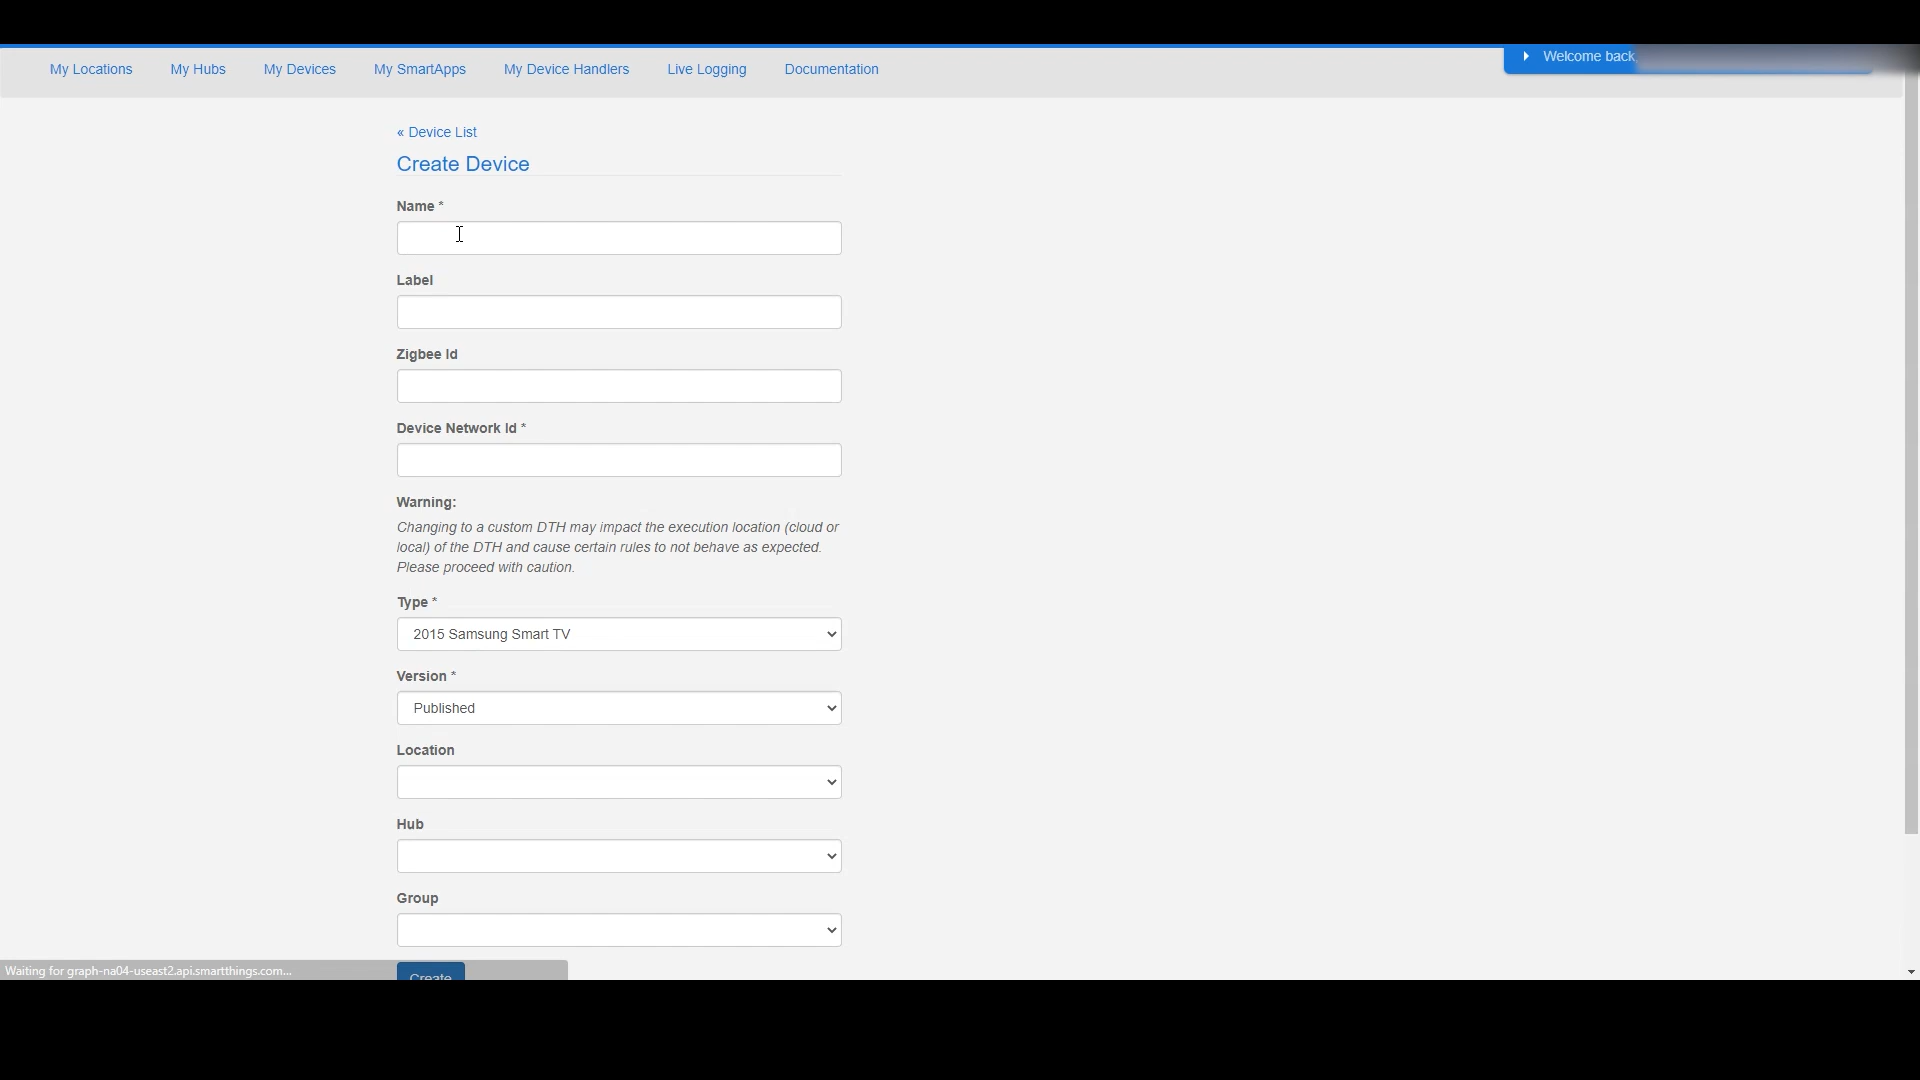 My Locations My Hubs My Devices My SmartApps My Device Handlers Live Logging Documentation Welcome back
« Device List
Create Device
Name *
Label
Zigbee Id
Device Network Id *
Warning:
Changing to a custom DTH may impact the execution location (cloud or
local) of the DTH and cause certain rules to not behave as expected.
Please proceed with caution.
Type *
2015 Samsung Smart TV
Version *
Published
Location
Hub
Group
Waiting for graph-na04-useast2.api.smartthings.com...
Create